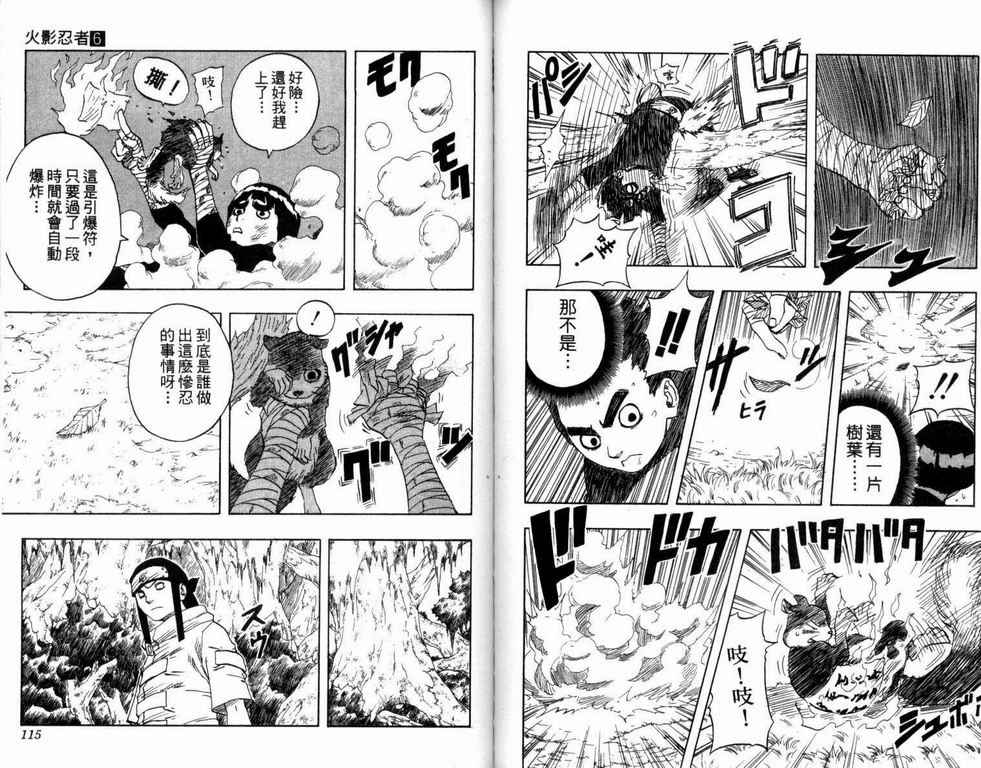 火影忍者6
シュ
ドゴ
パシ
哇!
哇!
還有一片
樹葉……
!!
サ
ヒラ
!!
那不是…
バタバタ
シュボ
吱!吱!
ドカ
ド
モク
モク
好險…
還好我趕
上了…
吱!
撕!
這是引爆符,
只要過了一段
時間就會自動
爆炸…
グシャ
グッ
!
到底是誰做
出這麼慘忍
的事情呀…
スゥ
115